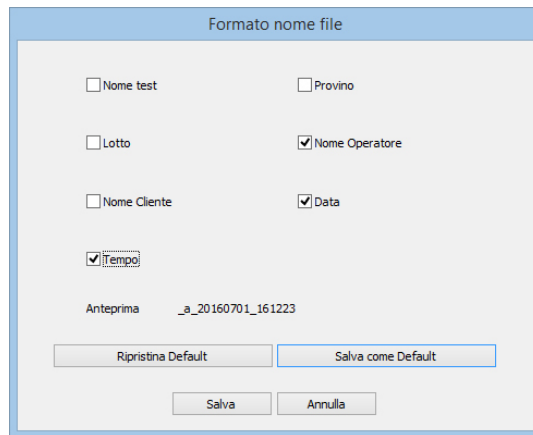 Formato nome file
Nome test Provino
Lotto Nome Operatore
Nome Cliente Data
Tempo
Anteprima _a_20160701_161223
Ripristina Default Salva come Default
Salva Annulla